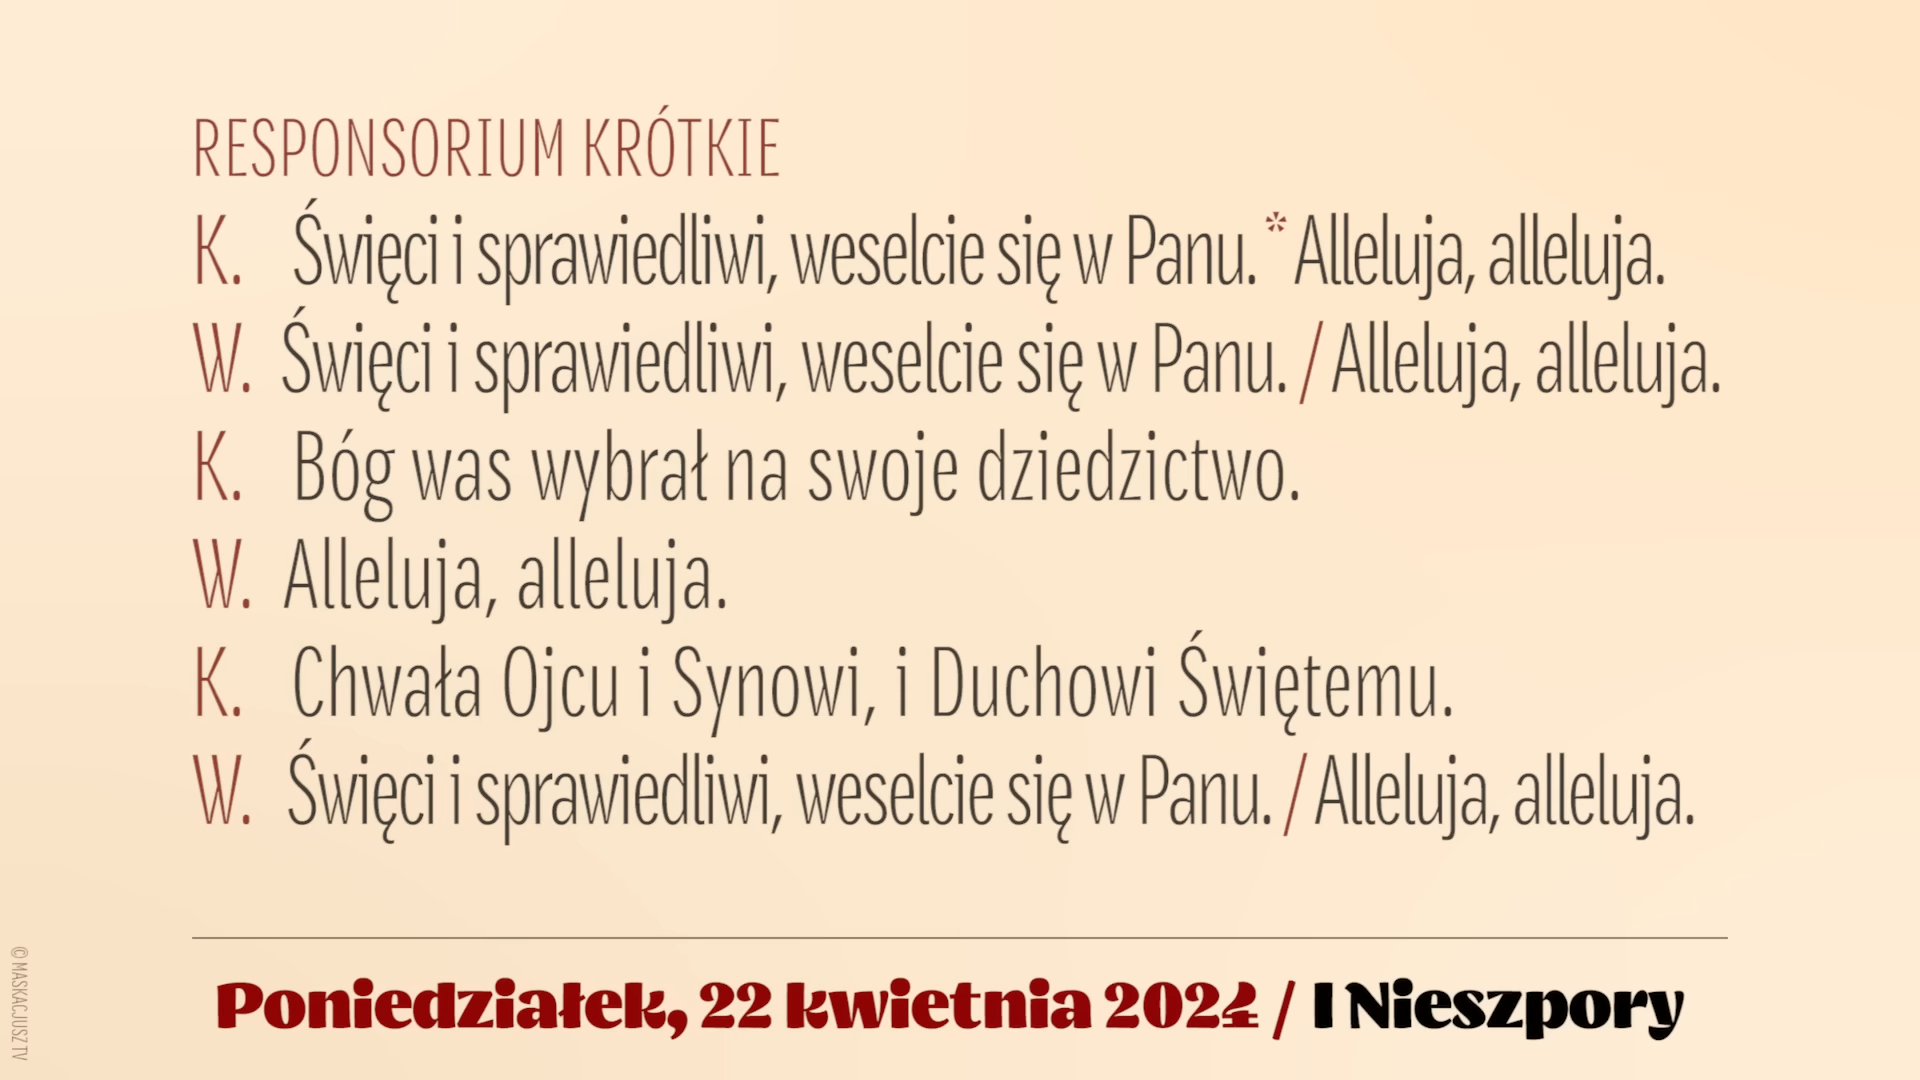 RESPONSORIUM KRÓTKIE
K. Święci i sprawiedliwi, weselcie się w Panu. * Alleluja, alleluja.
W. Święci i sprawiedliwi, weselcie się w Panu. / Alleluja, alleluja.
K. Bóg was wybrał na swoje dziedzictwo.
W. Alleluja, alleluja.
K. Chwała Ojcu i Synowi, i Duchowi Świętemu.
W. Święci i sprawiedliwi, weselcie się w Panu. / Alleluja, alleluja.
Poniedziałek, 22 kwietnia 2024 / I Nieszpory
© MASKACJUSZ TV